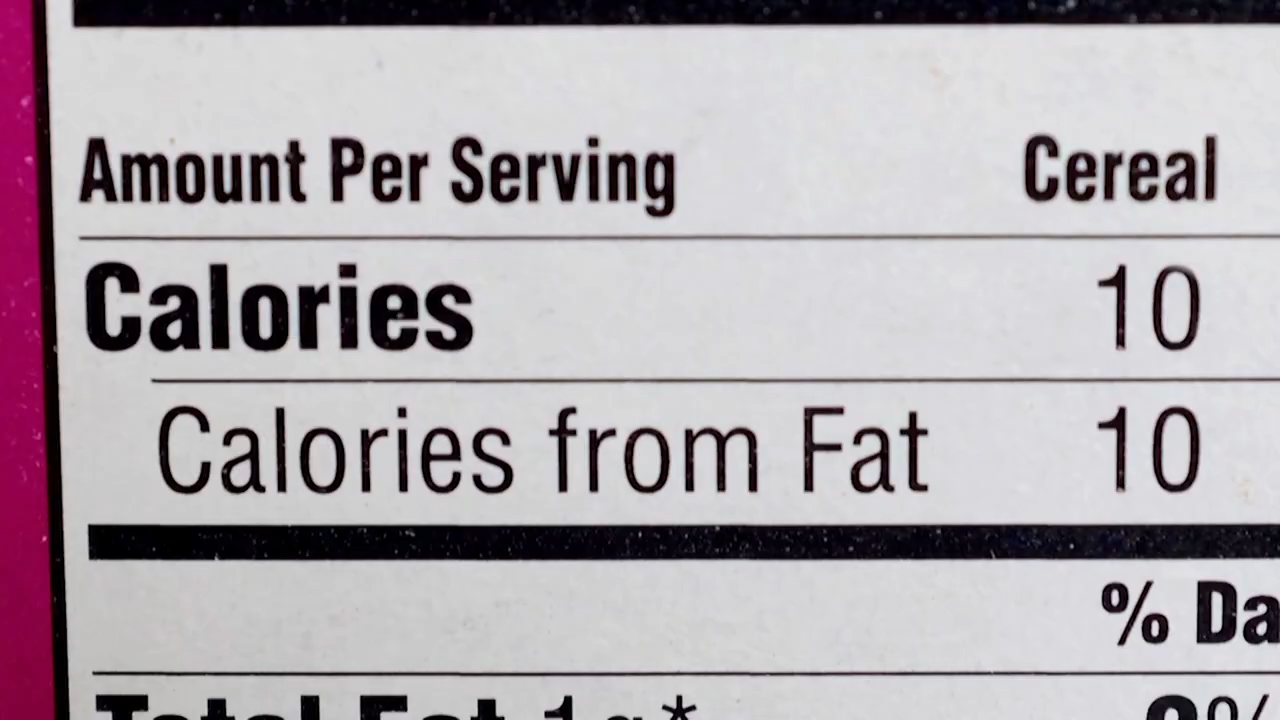 Amount Per Serving Cereal
Calories 10
Calories from Fat 10
% Da
Total Fat 1g*